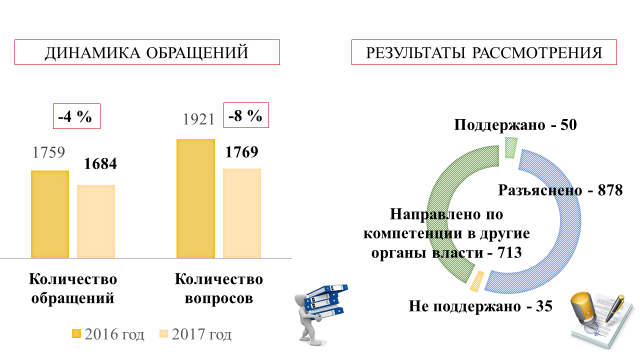 ДИНАМИКА ОБРАЩЕНИЙ
-4 %
-8 %
1759
1684
1921
1769
Количество
обращений
Количество
вопросов
2016 год
2017 год
РЕЗУЛЬТАТЫ РАССМОТРЕНИЯ
Поддержано - 50
Разъяснено - 878
Направлено по
компетенции в другие
органы власти - 713
Не поддержано - 35